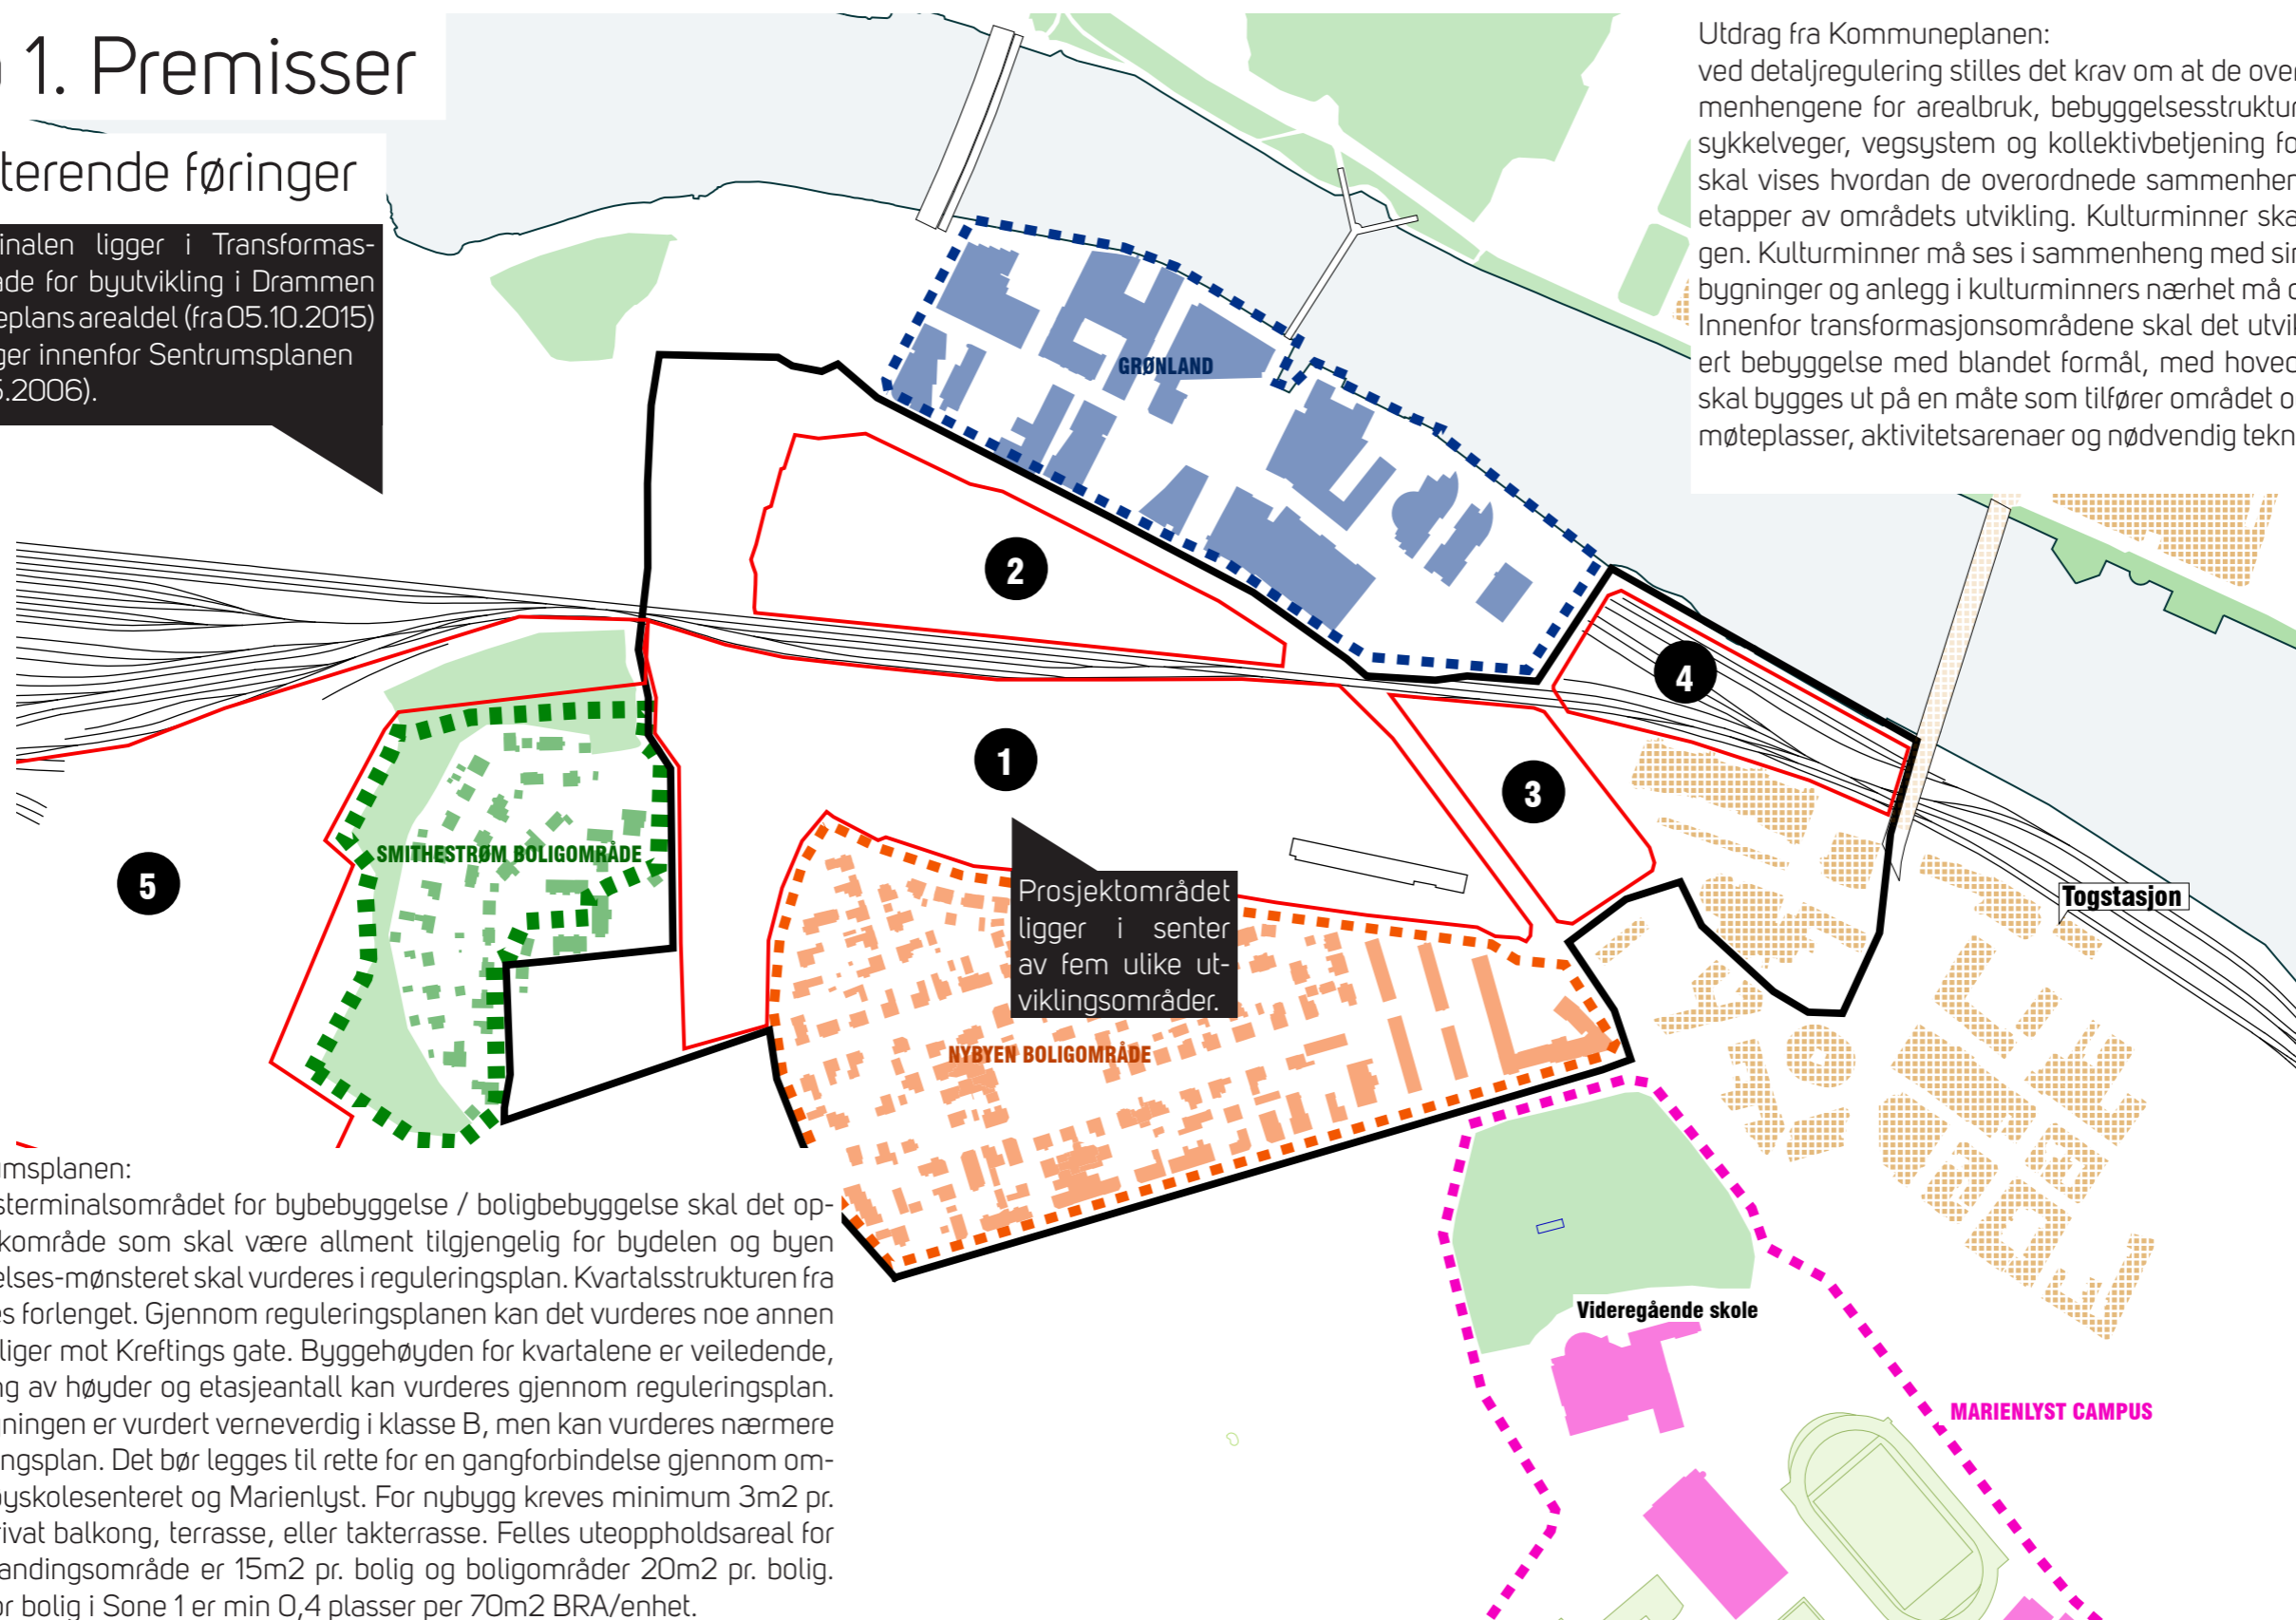 1. Premisser
terende føringer
inalen ligger i Transformas-
de for byutvikling i Drammen
eplans arealdel (fra 05.10.2015)
ger innenfor Sentrumsplanen
.2006).
Utdrag fra Kommuneplanen:
ved detaljregulering stilles det krav om at de over
menhengene for arealbruk, bebyggelsesstruktur
sykkelveger, vegsystem og kollektivbetjening fo
skal vises hvordan de overordnede sammenhen
etapper av områdets utvikling. Kulturminner ska
gen. Kulturminner må ses i sammenheng med sin
bygninger og anlegg i kulturminners nærhet må
Innenfor transformasjonsområdene skal det utvik
ert bebyggelse med blandet formål, med hoved
skal bygges ut på en måte som tilfører området o
møteplasser, aktivitetsarenaer og nødvendig tekn
GRØNLAND
2
4
1
3
5
SMITHESTRØM BOLIGOMRÅDE
Prosjektområdet
ligger i senter
av fem ulike ut-
viklingsområder.
Togstasjon
NYBYEN BOLIGOMRÅDE
Videregående skole
MARIENLYST CAMPUS
umsplanen:
sterminalsområdet for bybebyggelse / boligbebyggelse skal det op-
kområde som skal være allment tilgjengelig for bydelen og byen
elses-mønsteret skal vurderes i reguleringsplan. Kvartalsstrukturen fra
es forlenget. Gjennom reguleringsplanen kan det vurderes noe annen
liger mot Kreftings gate. Byggehøyden for kvartalene er veiledende,
ng av høyder og etasjeantall kan vurderes gjennom reguleringsplan.
gningen er vurdert verneverdig i klasse B, men kan vurderes nærmere
ngsplan. Det bør legges til rette for en gangforbindelse gjennom om-
byskolesenteret og Marienlyst. For nybygg kreves minimum 3m2 pr.
rivat balkong, terrasse, eller takterrasse. Felles uteoppholdsareal for
andingsområde er 15m2 pr. bolig og boligområder 20m2 pr. bolig.
or bolig i Sone 1 er min 0,4 plasser per 70m2 BRA/enhet.